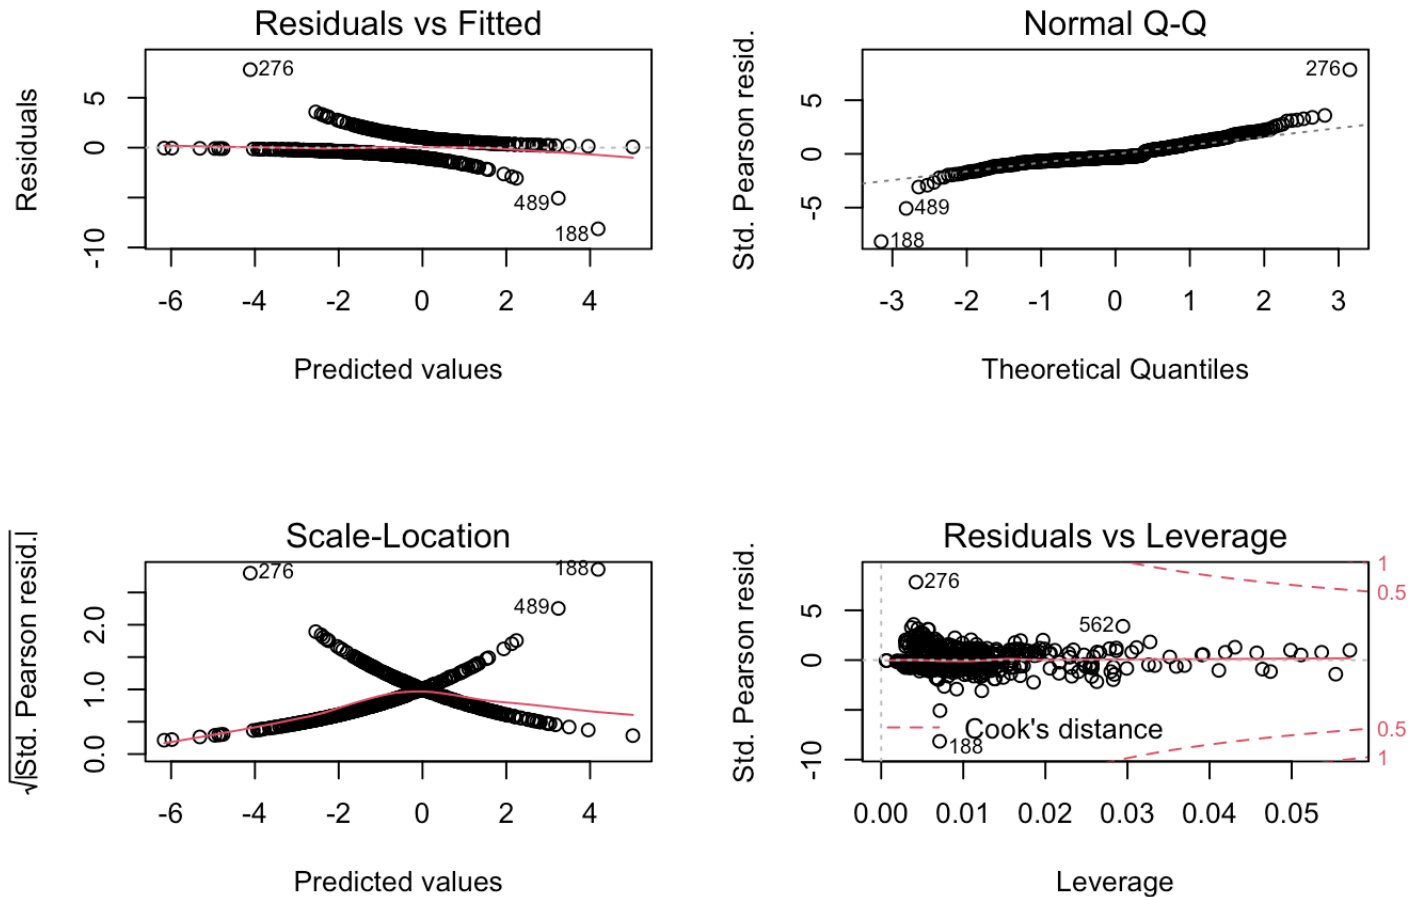 Residuals vs Fitted
Residuals
5
0
-10
276
489
188
-6 -4 -2 0 2 4
Predicted values
Normal Q-Q
Std. Pearson resid.
5
0
-5
276
489
188
-3 -2 -1 0 1 2 3
Theoretical Quantiles
Scale-Location
√|Std. Pearson resid.|
2.0
1.0
0.0
276
188
489
-6 -4 -2 0 2 4
Predicted values
Residuals vs Leverage
Std. Pearson resid.
5
0
-10
276
562
188
Cook's distance
1
0.5
0.5
1
0.00 0.01 0.02 0.03 0.04 0.05
Leverage